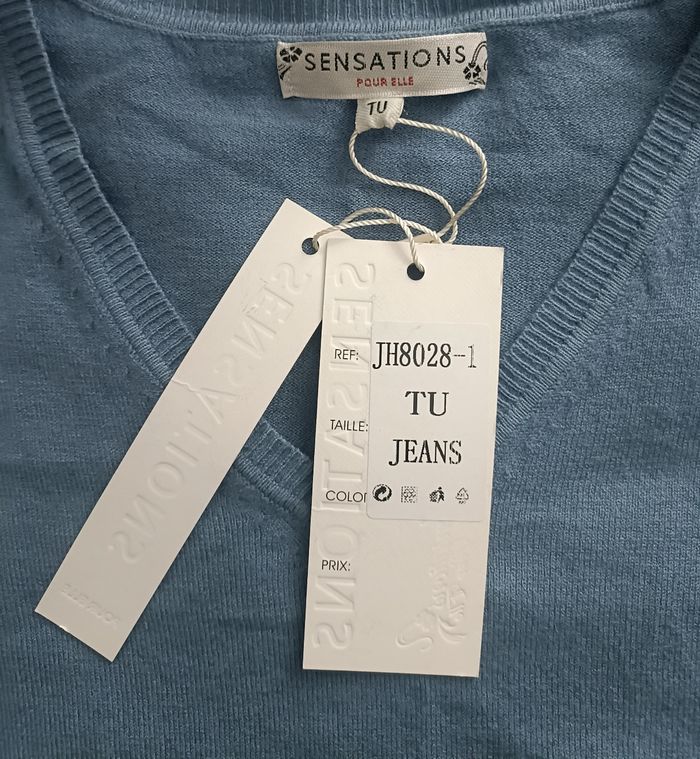 SENSATIONS
POUR ELLE
TU
SENSATIONS
SENSATIONS
REF: JH8028-1
TAILLE: TU
COLOR JEANS
PRIX: